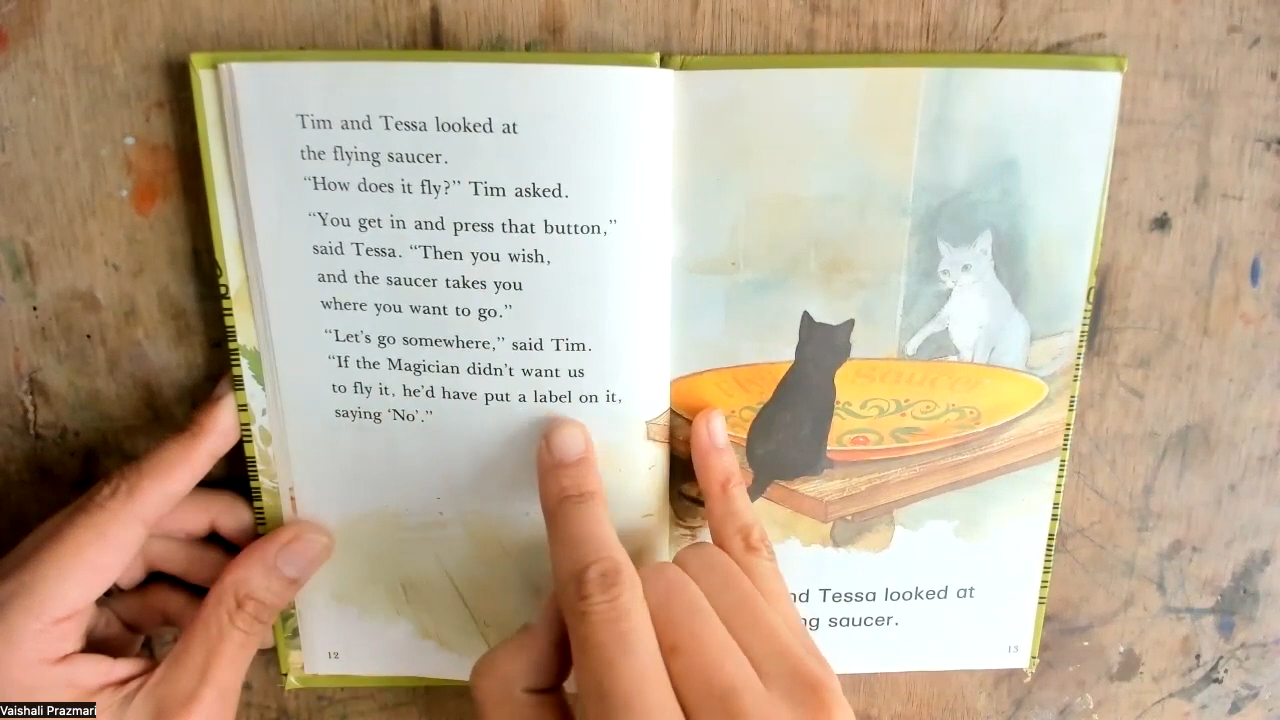 Tim and Tessa looked at
the flying saucer.
“How does it fly?” Tim asked.
“You get in and press that button,”
said Tessa. “Then you wish,
and the saucer takes you
where you want to go.”
“Let’s go somewhere,” said Tim.
“If the Magician didn’t want us
to fly it, he’d have put a label on it,
saying ‘No’.”
12
saucer
Tessa looked at
saucer.
13
Vaishali Prazmari